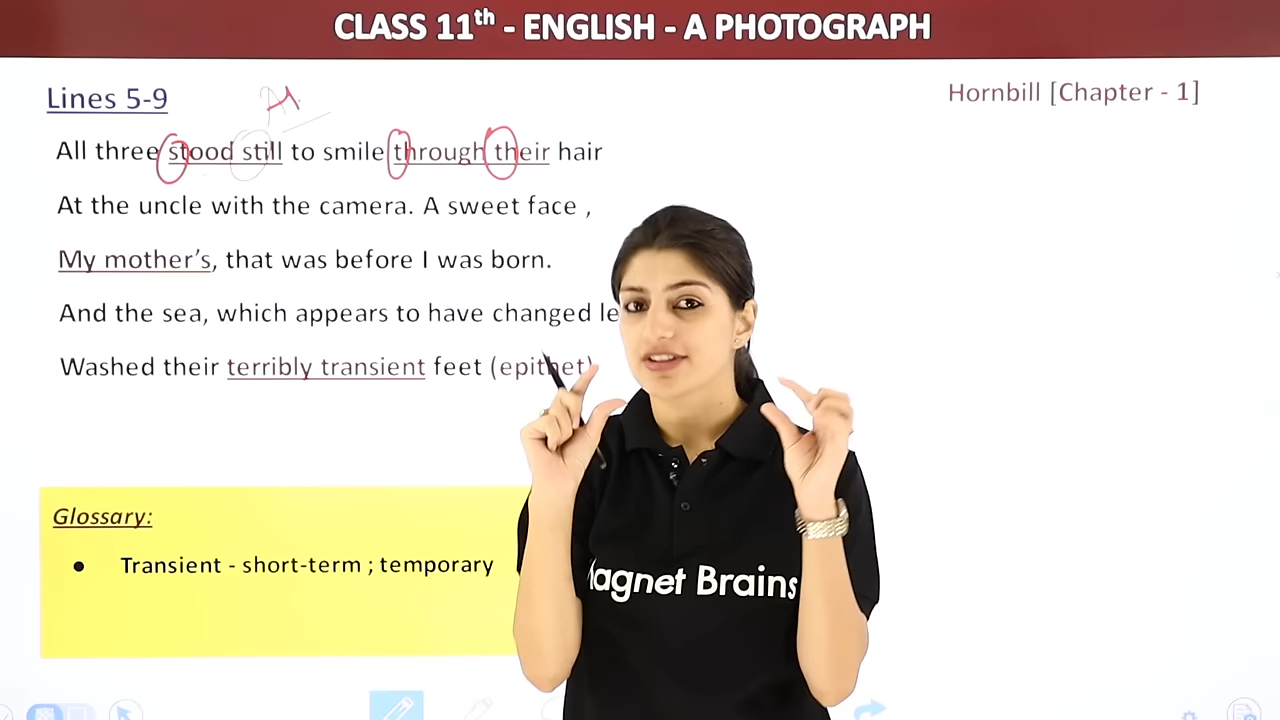 CLASS 11th - ENGLISH - A PHOTOGRAPH
Lines 5-9
Hornbill [Chapter - 1]
All three stood still to smile through their hair
At the uncle with the camera. A sweet face ,
My mother's, that was before I was born.
And the sea, which appears to have changed le
Washed their terribly transient feet (epithet)
Glossary:
● Transient - short-term ; temporary
agnet Brains